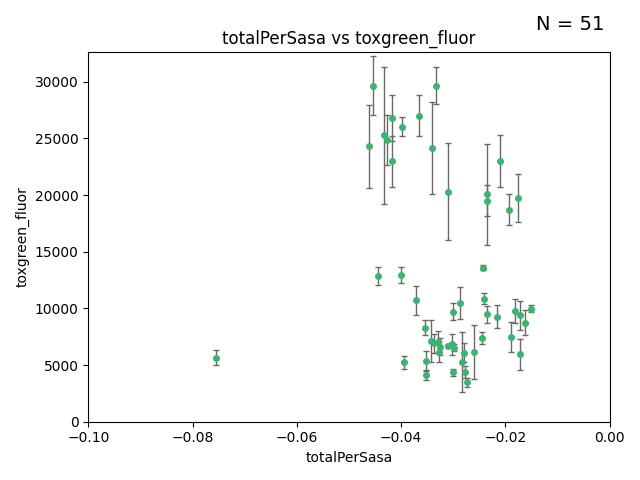 N = 51
totalPerSasa vs toxgreen_fluor
toxgreen_fluor
30000
25000
20000
15000
10000
5000
0
−0.10 −0.08 −0.06 −0.04 −0.02 0.00
totalPerSasa